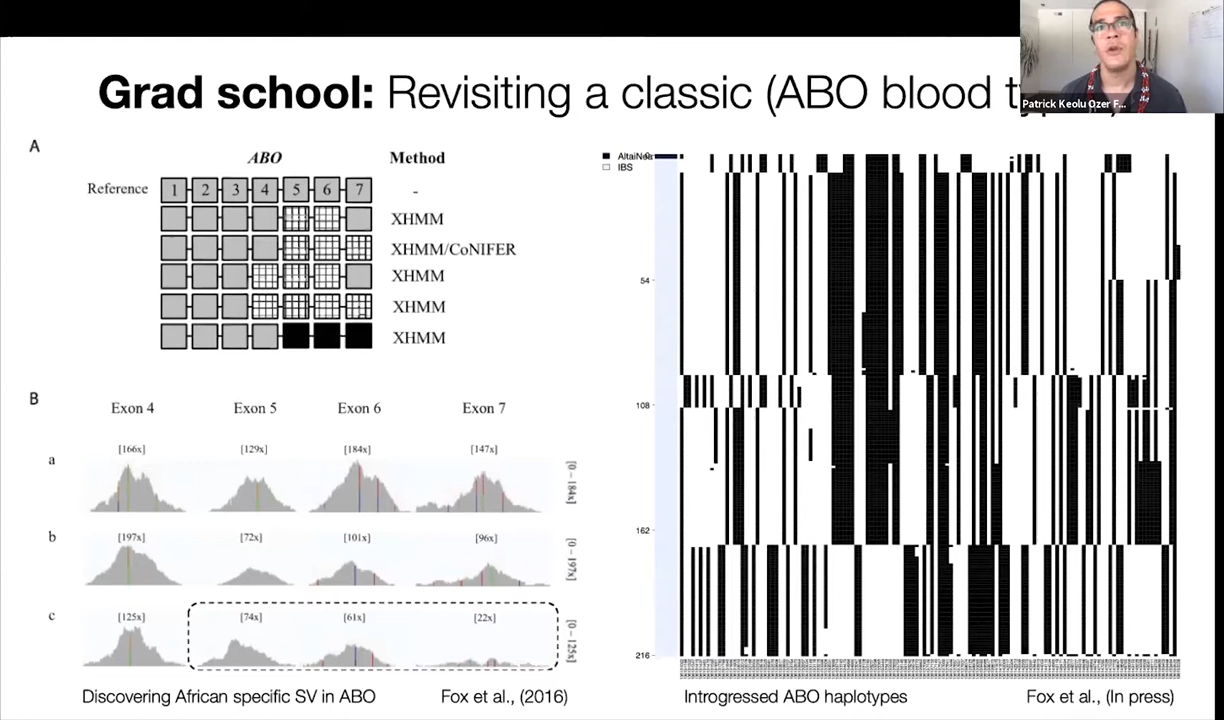 Grad school: Revisiting a classic (ABO blood t
Patrick Keolu Ozer F...
A
ABO
Method
Reference
1 2 3 4 5 6 7
-
XHMM
XHMM/CoNIFER
XHMM
XHMM
XHMM
B
Exon 4
Exon 5
Exon 6
Exon 7
a
[166x]
[129x]
[184x]
[147x]
[0 – 184x]
b
[197x]
[72x]
[101x]
[96x]
[0 – 197x]
c
[125x]
[74x]
[61x]
[22x]
[0 – 125x]
Discovering African specific SV in ABO
Fox et al., (2016)
IBS
54
108
162
216
Introgressed ABO haplotypes
Fox et al., (In press)